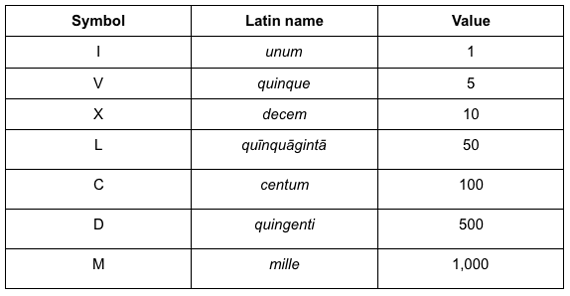 Symbol Latin name Value
I unum 1
V quinque 5
X decem 10
L quīnquāgintā 50
C centum 100
D quingenti 500
M mille 1,000